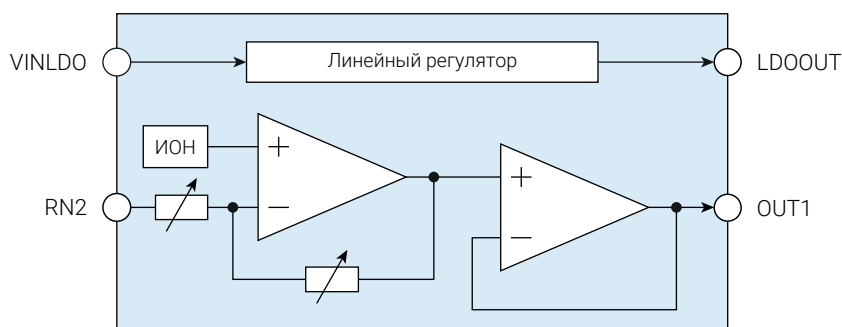 VINLDO
Линейный регулятор
LDOOUT
ИОН
+
−
+
−
RN2
OUT1